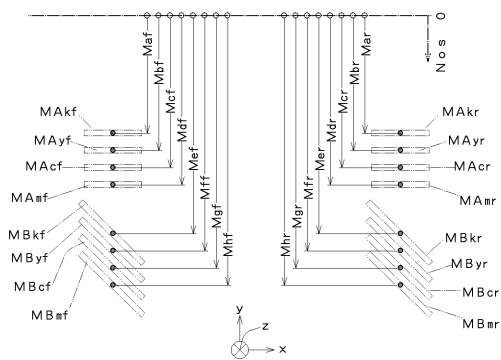 0
Nos
Maf
Mbf
Mcf
Mdf
Mef
Mff
Mgf
Mhf
Mar
Mbr
Mcr
Mdr
Mer
Mfr
Mgr
Mhr
MAkf
MAyf
MAcf
MAmf
MBkf
MByf
MBcf
MBmf
MAkr
MAyr
MAcr
MAmr
MBkr
MByr
MBcr
MBmr
y
z
x